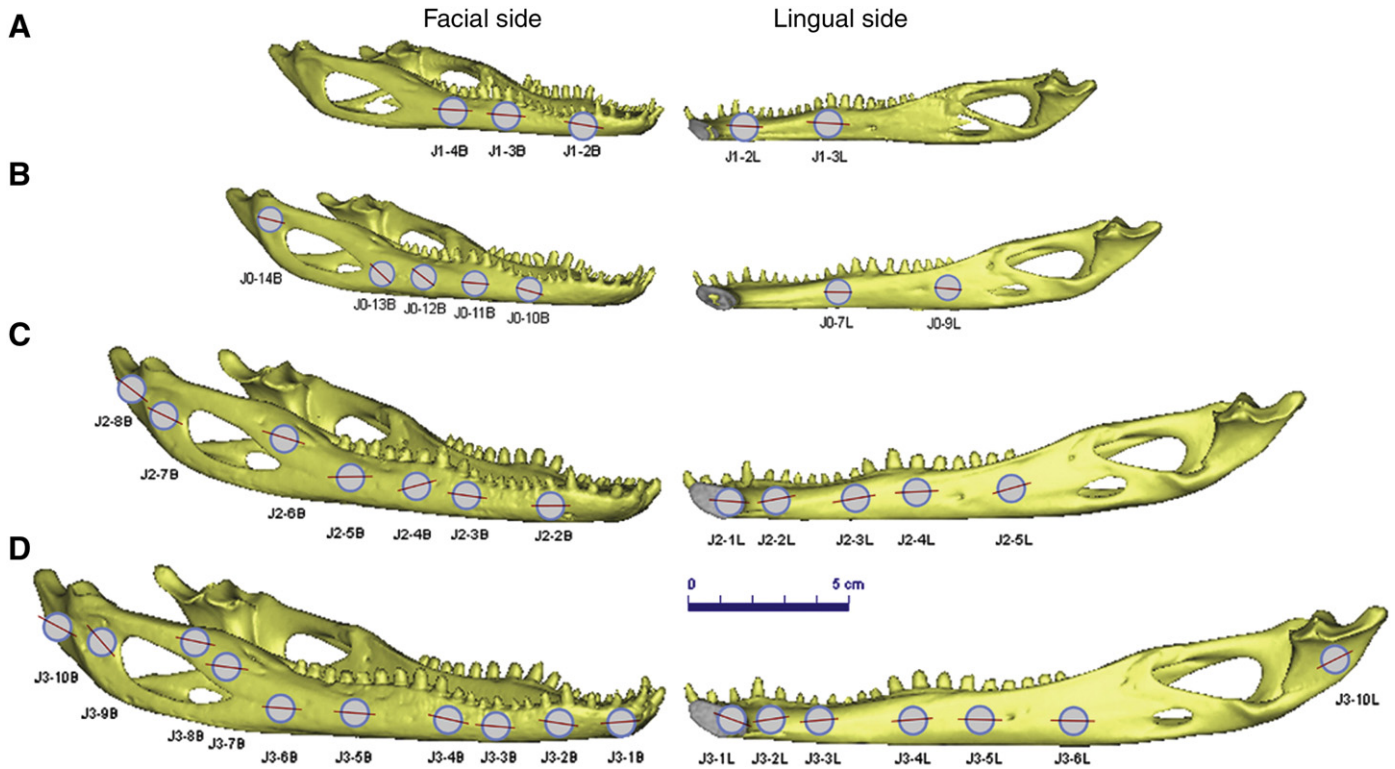 Facial side
Lingual side
A
J1-4B J1-3B J1-2B
J1-2L J1-3L
B
J0-14B
J0-13B J0-12B J0-11B J0-10B
J0-7L J0-9L
C
J2-8B
J2-7B
J2-6B
J2-5B J2-4B J2-3B J2-2B
J2-1L J2-2L J2-3L J2-4L J2-5L
D
0 5 cm
J3-10B
J3-9B
J3-8B
J3-7B
J3-6B J3-5B J3-4B J3-3B J3-2B J3-1B
J3-10L
J3-1L J3-2L J3-3L J3-4L J3-5L J3-6L